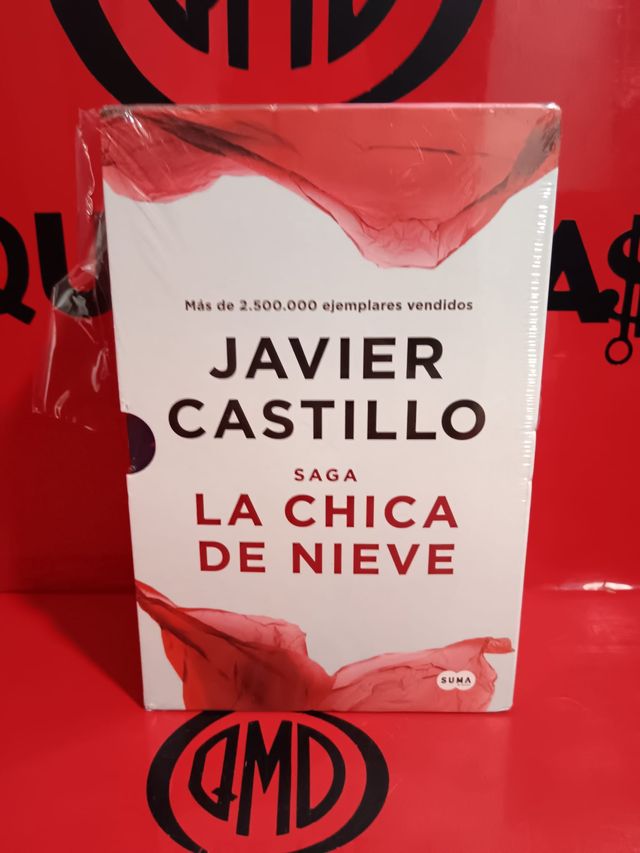 QMD
Más de 2.500.000 ejemplares vendidos
JAVIER
CASTILLO
SAGA
LA CHICA
DE NIEVE
SUMA
QMD